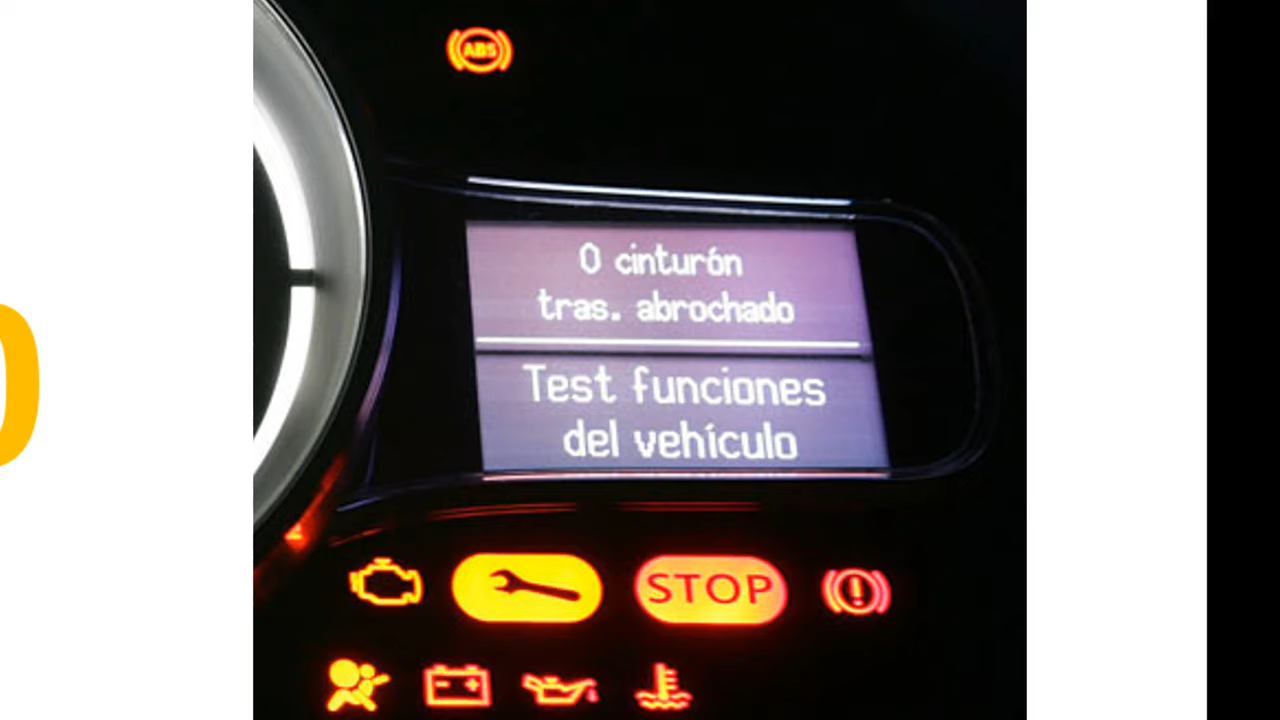 ABS
0 cinturón
tras. abrochado
Test funciones
del vehículo
STOP